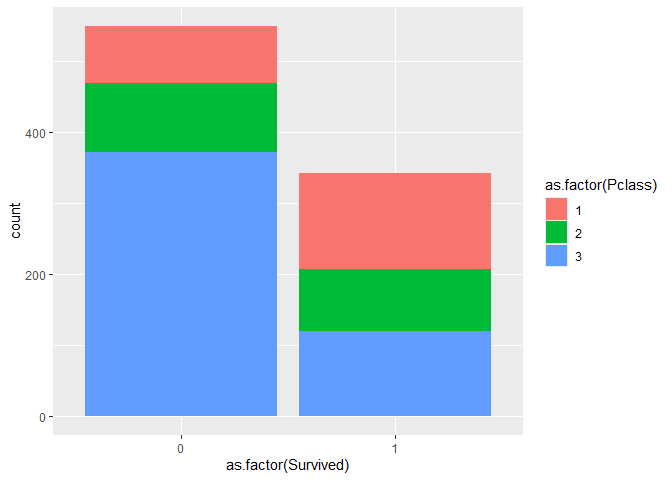 count
400
200
0
0
1
as.factor(Survived)
as.factor(Pclass)
1
2
3